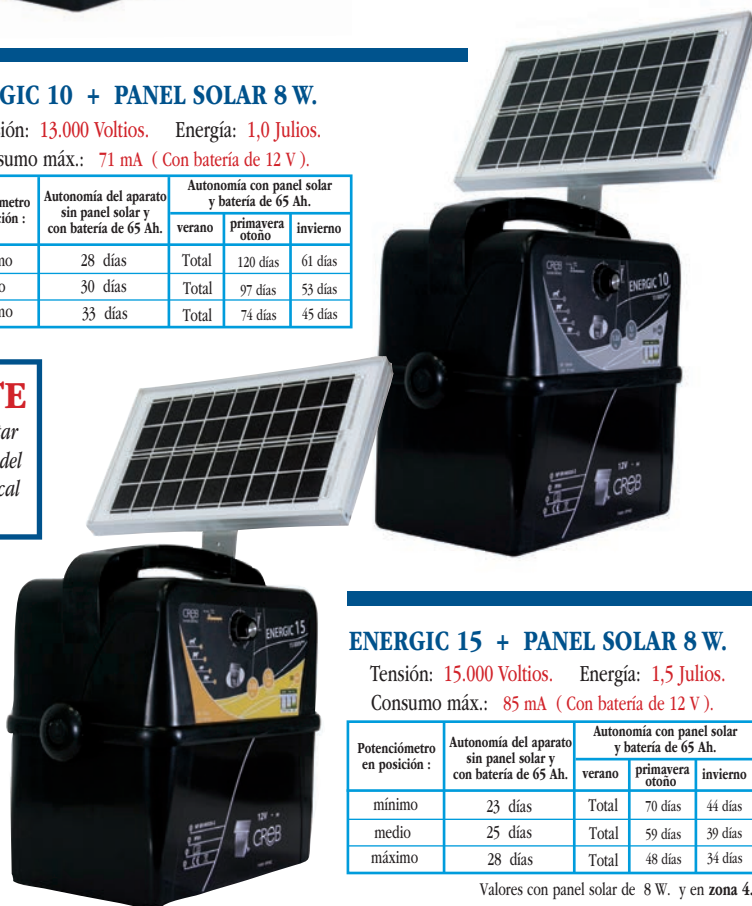 GIC 10 + PANEL SOLAR 8 W.
ión: 13.000 Voltios. Energía: 1,0 Julios.
sumo máx.: 71 mA ( Con batería de 12 V ).
metro
ción :
Autonomía del aparato
sin panel solar y
con batería de 65 Ah.
Autonomía con panel solar
y batería de 65 Ah.
verano
primavera
otoño
invierno
mo 28 días Total 120 días 61 días
o 30 días Total 97 días 53 días
mo 33 días Total 74 días 45 días
TE
tar
del
cal
CREB
ENERGIC 10
12V
CREB
CREB
ENERGIC 15
12V
CREB
ENERGIC 15 + PANEL SOLAR 8 W.
Tensión: 15.000 Voltios. Energía: 1,5 Julios.
Consumo máx.: 85 mA ( Con batería de 12 V ).
Potenciómetro
en posición :
Autonomía del aparato
sin panel solar y
con batería de 65 Ah.
Autonomía con panel solar
y batería de 65 Ah.
verano
primavera
otoño
invierno
mínimo 23 días Total 70 días 44 días
medio 25 días Total 59 días 39 días
máximo 28 días Total 48 días 34 días
Valores con panel solar de 8 W. y en zona 4.